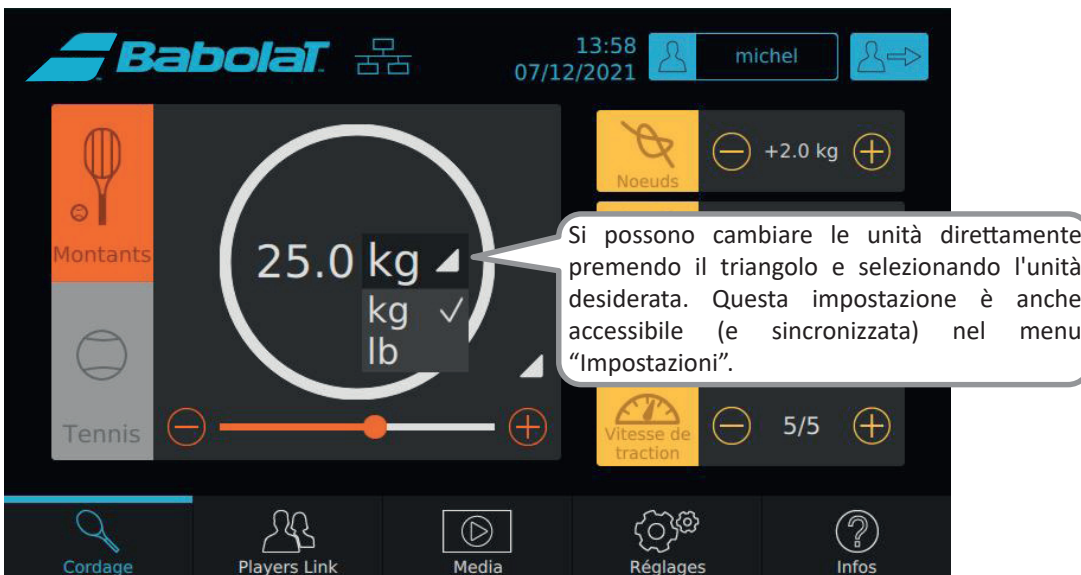 BabolaT
13:58
07/12/2021
michel
Montants
Tennis
25.0 kg
kg ✓
lb
Noeuds
+2.0 kg
Si possono cambiare le unità direttamente
premendo il triangolo e selezionando l'unità
desiderata. Questa impostazione è anche
accessibile (e sincronizzata) nel menu
“Impostazioni”.
Vitesse de
traction
5/5
Cordage
Players Link
Media
Réglages
Infos